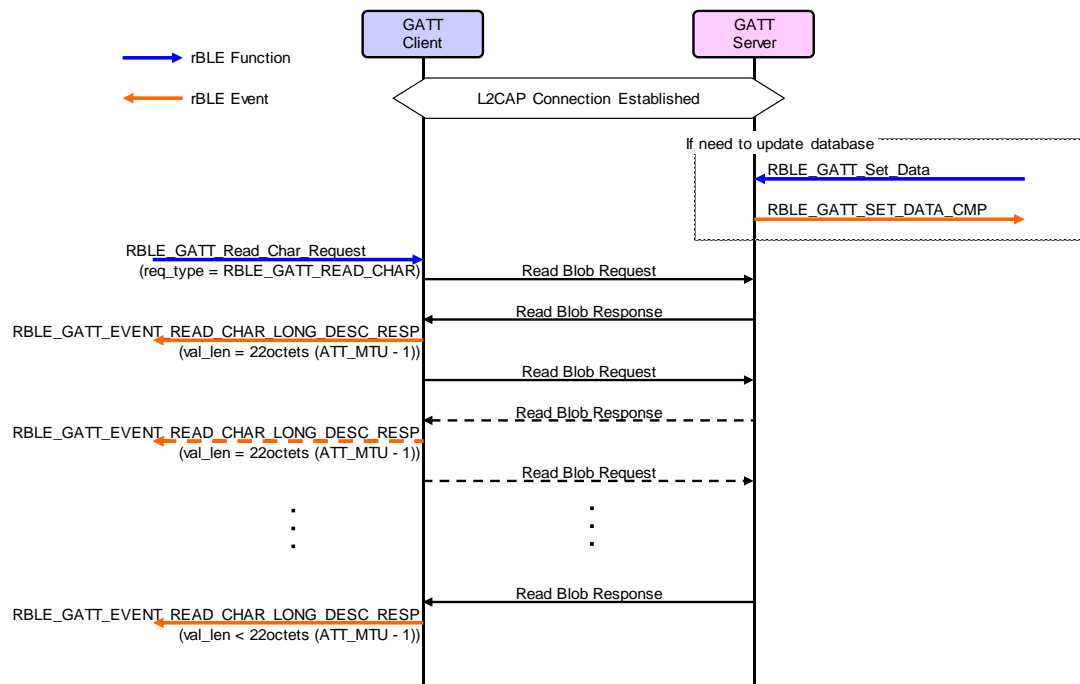 GATT
Client
GATT
Server
rBLE Function
rBLE Event
L2CAP Connection Established
If need to update database
RBLE_GATT_Set_Data
RBLE_GATT_SET_DATA_CMP
RBLE_GATT_Read_Char_Request
(req_type = RBLE_GATT_READ_CHAR)
Read Blob Request
Read Blob Response
RBLE_GATT_EVENT_READ_CHAR_LONG_DESC_RESP
(val_len = 22octets (ATT_MTU - 1))
Read Blob Request
Read Blob Response
RBLE_GATT_EVENT_READ_CHAR_LONG_DESC_RESP
(val_len = 22octets (ATT_MTU - 1))
Read Blob Request
Read Blob Response
RBLE_GATT_EVENT_READ_CHAR_LONG_DESC_RESP
(val_len < 22octets (ATT_MTU - 1))